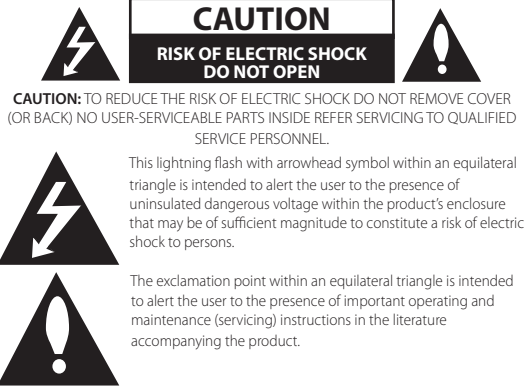 CAUTION
RISK OF ELECTRIC SHOCK
DO NOT OPEN
CAUTION: TO REDUCE THE RISK OF ELECTRIC SHOCK DO NOT REMOVE COVER
(OR BACK) NO USER-SERVICEABLE PARTS INSIDE REFER SERVICING TO QUALIFIED
SERVICE PERSONNEL.
This lightning flash with arrowhead symbol within an equilateral
triangle is intended to alert the user to the presence of
uninsulated dangerous voltage within the product’s enclosure
that may be of sufficient magnitude to constitute a risk of electric
shock to persons.
The exclamation point within an equilateral triangle is intended
to alert the user to the presence of important operating and
maintenance (servicing) instructions in the literature
accompanying the product.